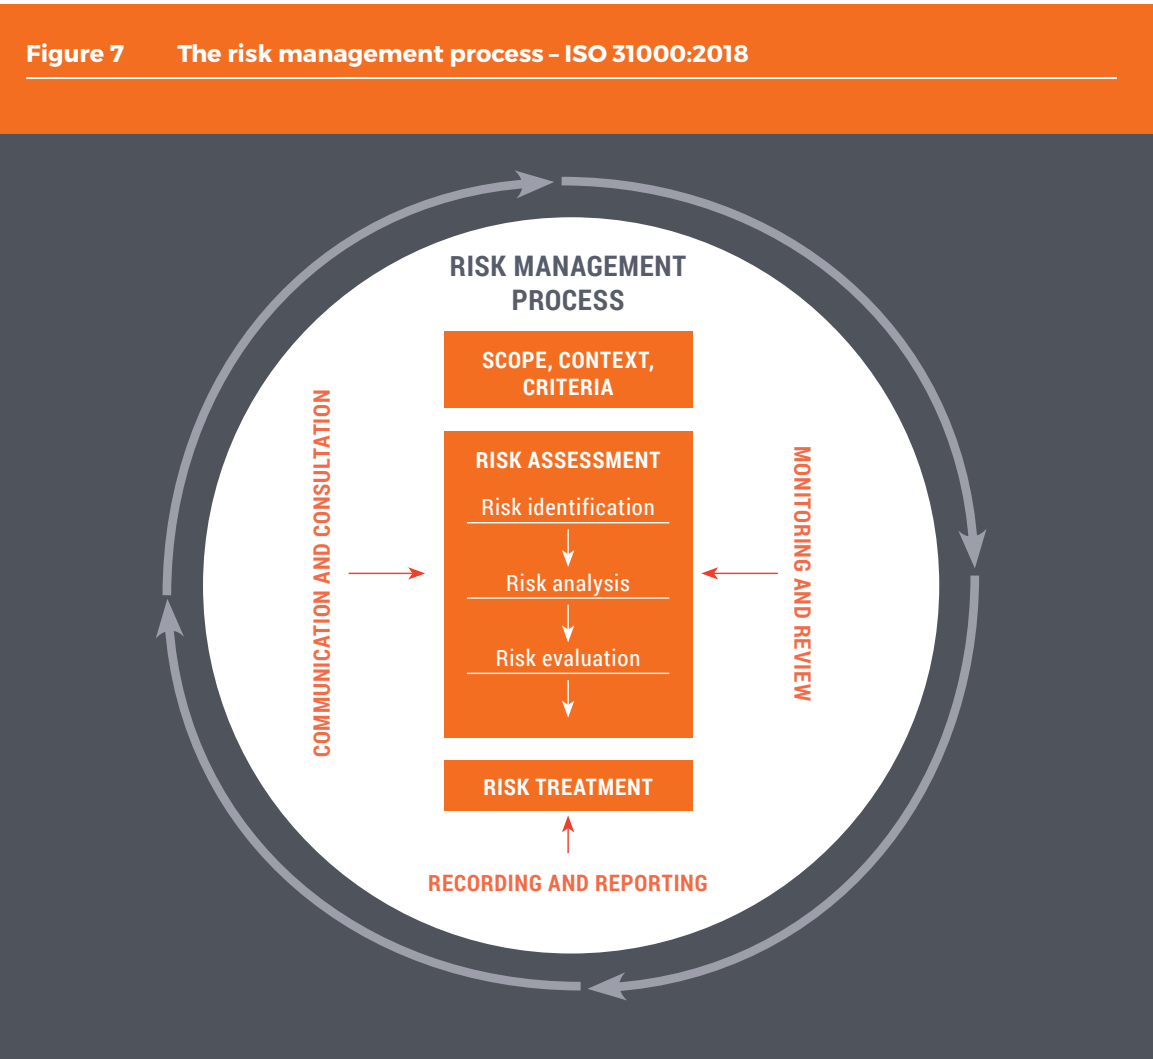 Figure 7 The risk management process – ISO 31000:2018
RISK MANAGEMENT
PROCESS
SCOPE, CONTEXT,
CRITERIA
RISK ASSESSMENT
Risk identification
Risk analysis
Risk evaluation
RISK TREATMENT
RECORDING AND REPORTING
COMMUNICATION AND CONSULTATION
MONITORING AND REVIEW